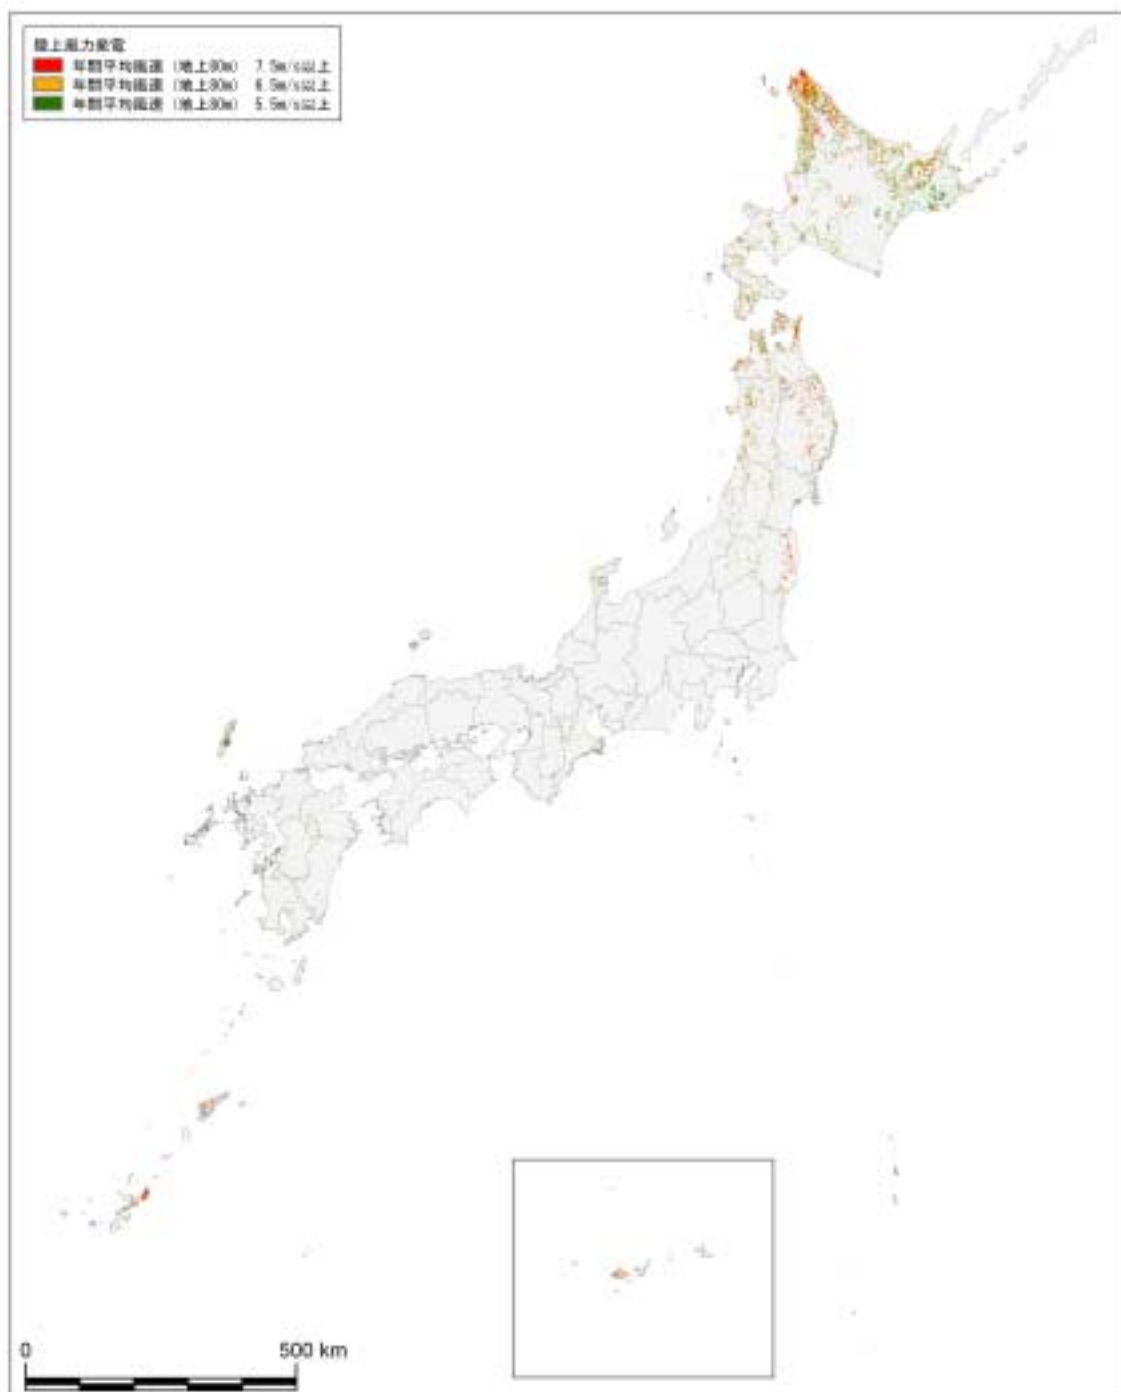 陸上風力発電
年間平均風速 (地上80m) 7.5m/s以上
年間平均風速 (地上80m) 6.5m/s以上
年間平均風速 (地上80m) 5.5m/s以上
0 500 km